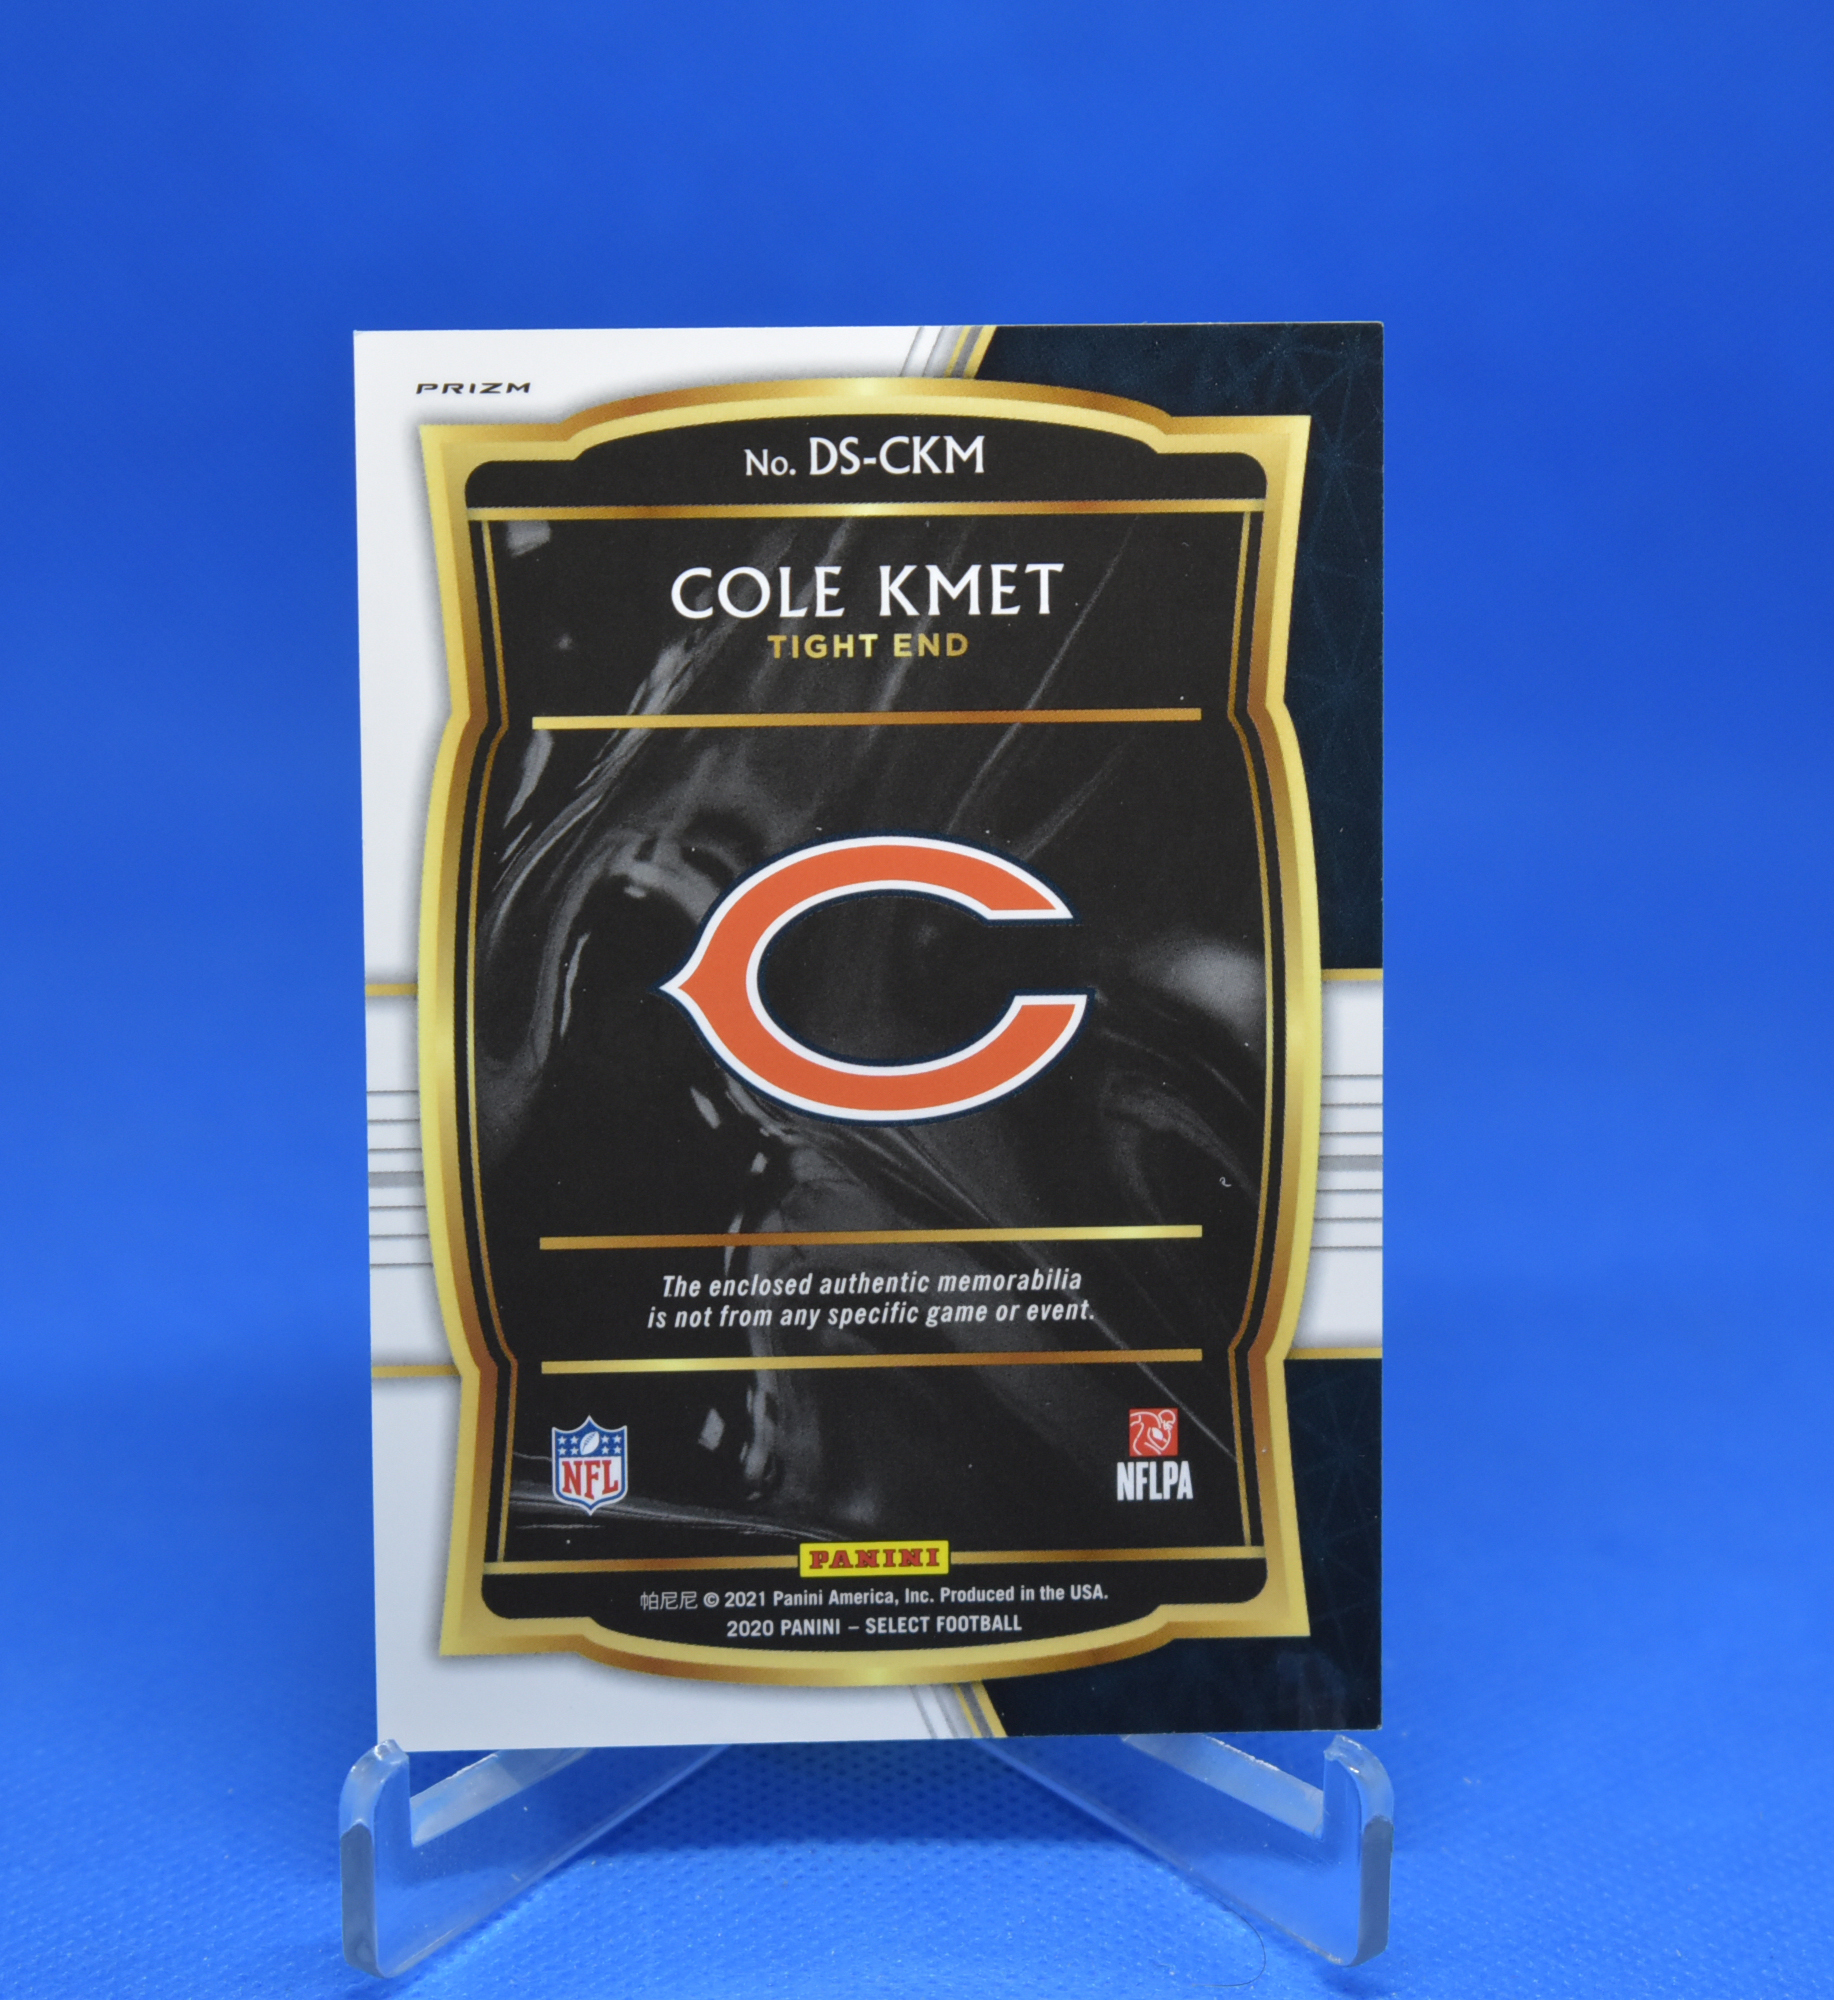 PRIZM
No. DS-CKM
COLE KMET
TIGHT END
The enclosed authentic memorabilia
is not from any specific game or event.
NFL
NFLPA
PANINI
帕尼尼 © 2021 Panini America, Inc. Produced in the USA.
2020 PANINI – SELECT FOOTBALL